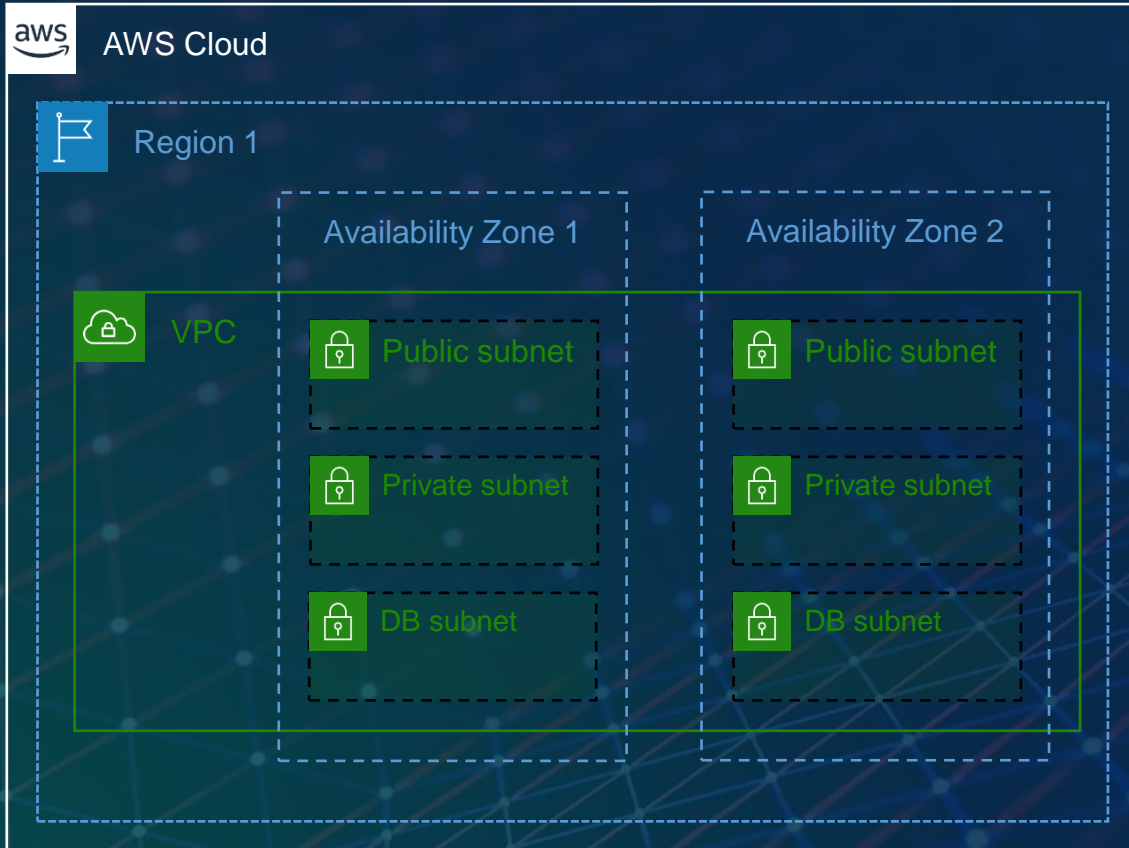 aws
AWS Cloud
Region 1
Availability Zone 1
Availability Zone 2
VPC
Public subnet
Public subnet
Private subnet
Private subnet
DB subnet
DB subnet